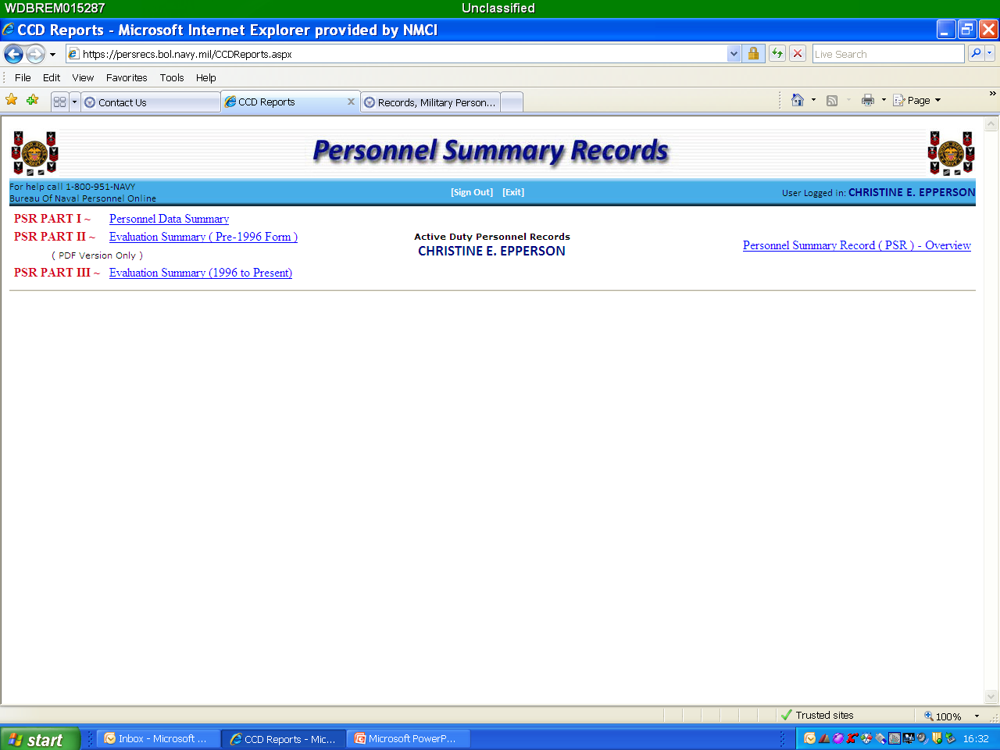 WDBREM015287 Unclassified
CCD Reports - Microsoft Internet Explorer provided by NMCI
https://persrecs.bol.navy.mil/CCDReports.aspx Live Search
File Edit View Favorites Tools Help
Contact Us CCD Reports Records, Military Person... Page
Personnel Summary Records
For help call 1-800-951-NAVY
Bureau Of Naval Personnel Online
[Sign Out] [Exit]
User Logged in: CHRISTINE E. EPPERSON
PSR PART I ~ Personnel Data Summary
PSR PART II ~ Evaluation Summary ( Pre-1996 Form )
( PDF Version Only )
PSR PART III ~ Evaluation Summary (1996 to Present)
Active Duty Personnel Records
CHRISTINE E. EPPERSON
Personnel Summary Record ( PSR ) - Overview
Trusted sites 100%
start Inbox - Microsoft ... CCD Reports - Mic... Microsoft PowerP... 16:32